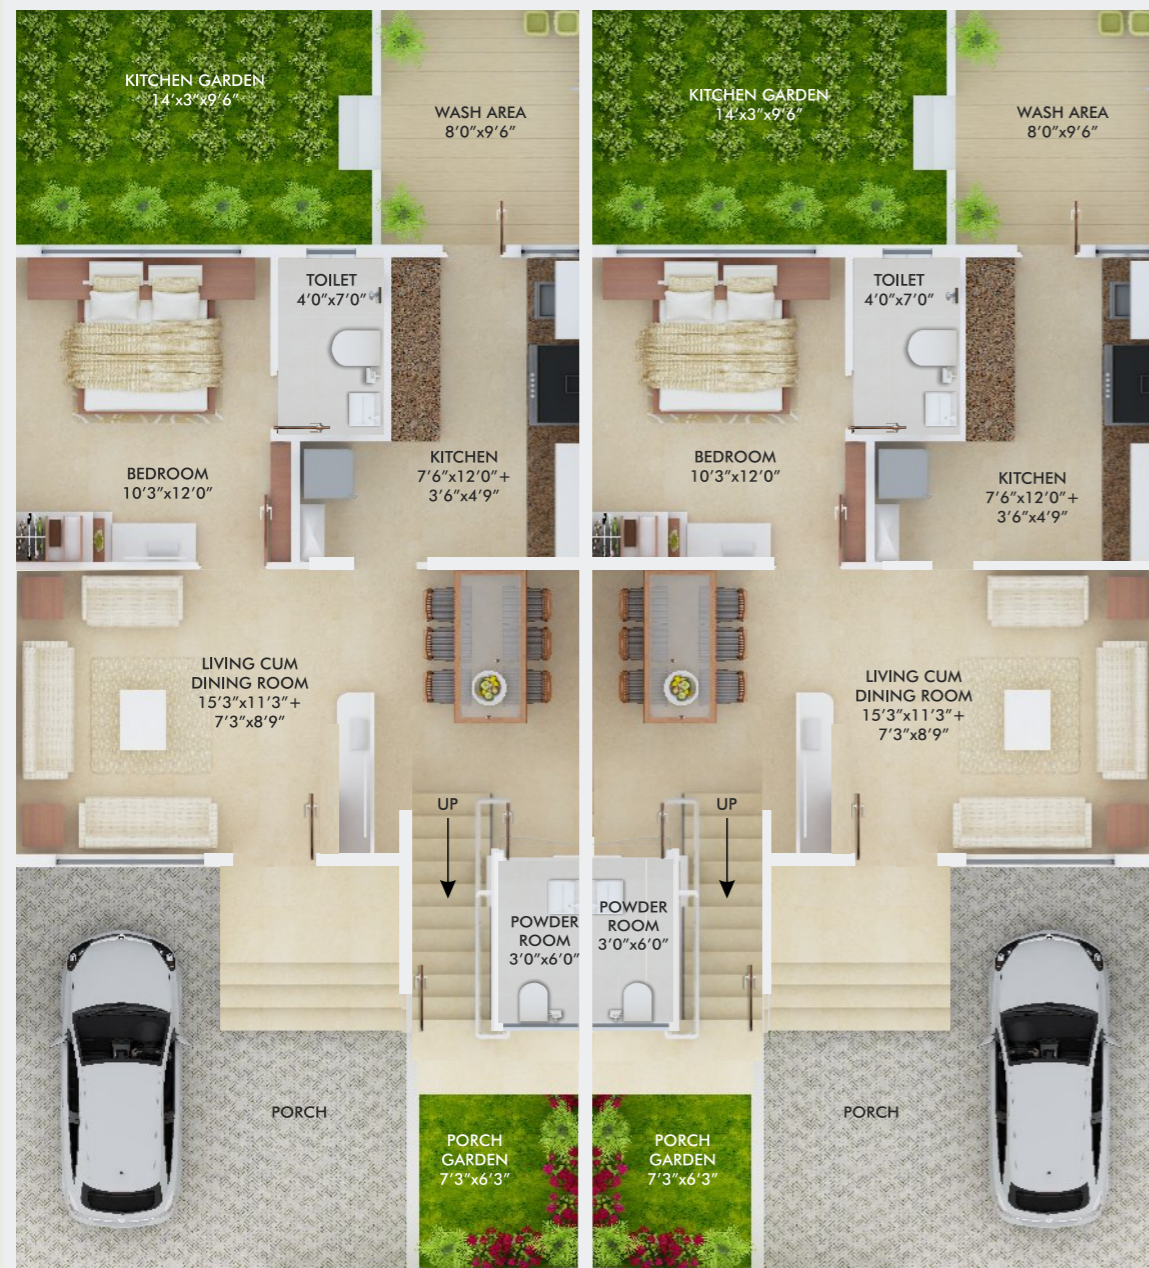 KITCHEN GARDEN
14'x3"x9'6"
WASH AREA
8'0"x9'6"
KITCHEN GARDEN
14'x3"x9'6"
WASH AREA
8'0"x9'6"
TOILET
4'0"x7'0"
TOILET
4'0"x7'0"
BEDROOM
10'3"x12'0"
KITCHEN
7'6"x12'0"+
3'6"x4'9"
BEDROOM
10'3"x12'0"
KITCHEN
7'6"x12'0"+
3'6"x4'9"
LIVING CUM
DINING ROOM
15'3"x11'3"+
7'3"x8'9"
LIVING CUM
DINING ROOM
15'3"x11'3"+
7'3"x8'9"
UP
UP
POWDER
ROOM
3'0"x6'0"
POWDER
ROOM
3'0"x6'0"
PORCH
PORCH
PORCH
GARDEN
7'3"x6'3"
PORCH
GARDEN
7'3"x6'3"